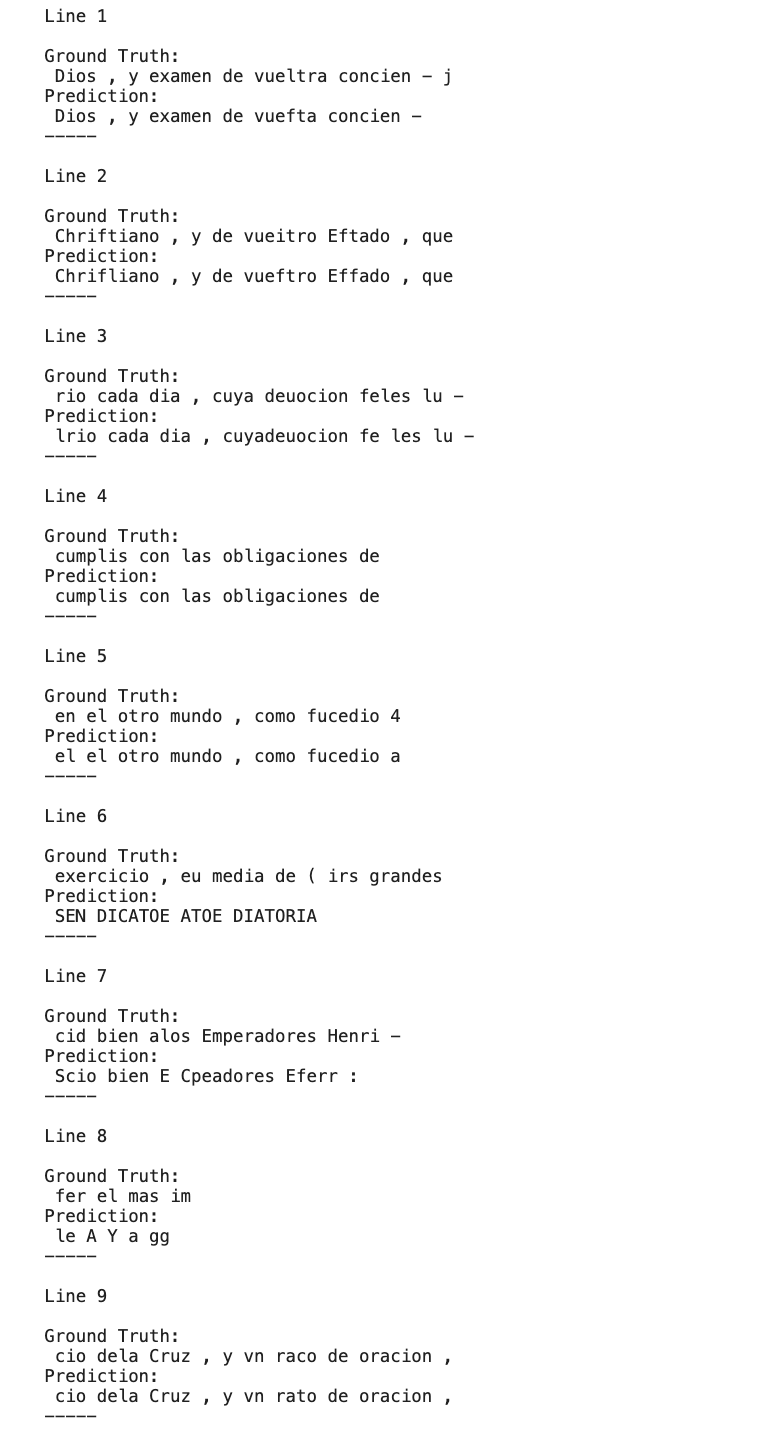 Line 1
Ground Truth:
Dios , y examen de vueltra concien – j
Prediction:
Dios , y examen de vuefta concien –
–––––
Line 2
Ground Truth:
Chriftiano , y de vueitro Eftado , que
Prediction:
Chrifliano , y de vueftro Effado , que
–––––
Line 3
Ground Truth:
rio cada dia , cuya deuocion feles lu –
Prediction:
lrio cada dia , cuyadeuocion fe les lu –
–––––
Line 4
Ground Truth:
cumplis con las obligaciones de
Prediction:
cumplis con las obligaciones de
–––––
Line 5
Ground Truth:
en el otro mundo , como fucedio 4
Prediction:
el el otro mundo , como fucedio a
–––––
Line 6
Ground Truth:
exercicio , eu media de ( irs grandes
Prediction:
SEN DICATOE ATOE DIATORIA
–––––
Line 7
Ground Truth:
cid bien alos Emperadores Henri –
Prediction:
Scio bien E Cpeadores Eferr :
–––––
Line 8
Ground Truth:
fer el mas im
Prediction:
le A Y a gg
–––––
Line 9
Ground Truth:
cio dela Cruz , y vn raco de oracion ,
Prediction:
cio dela Cruz , y vn rato de oracion ,
–––––